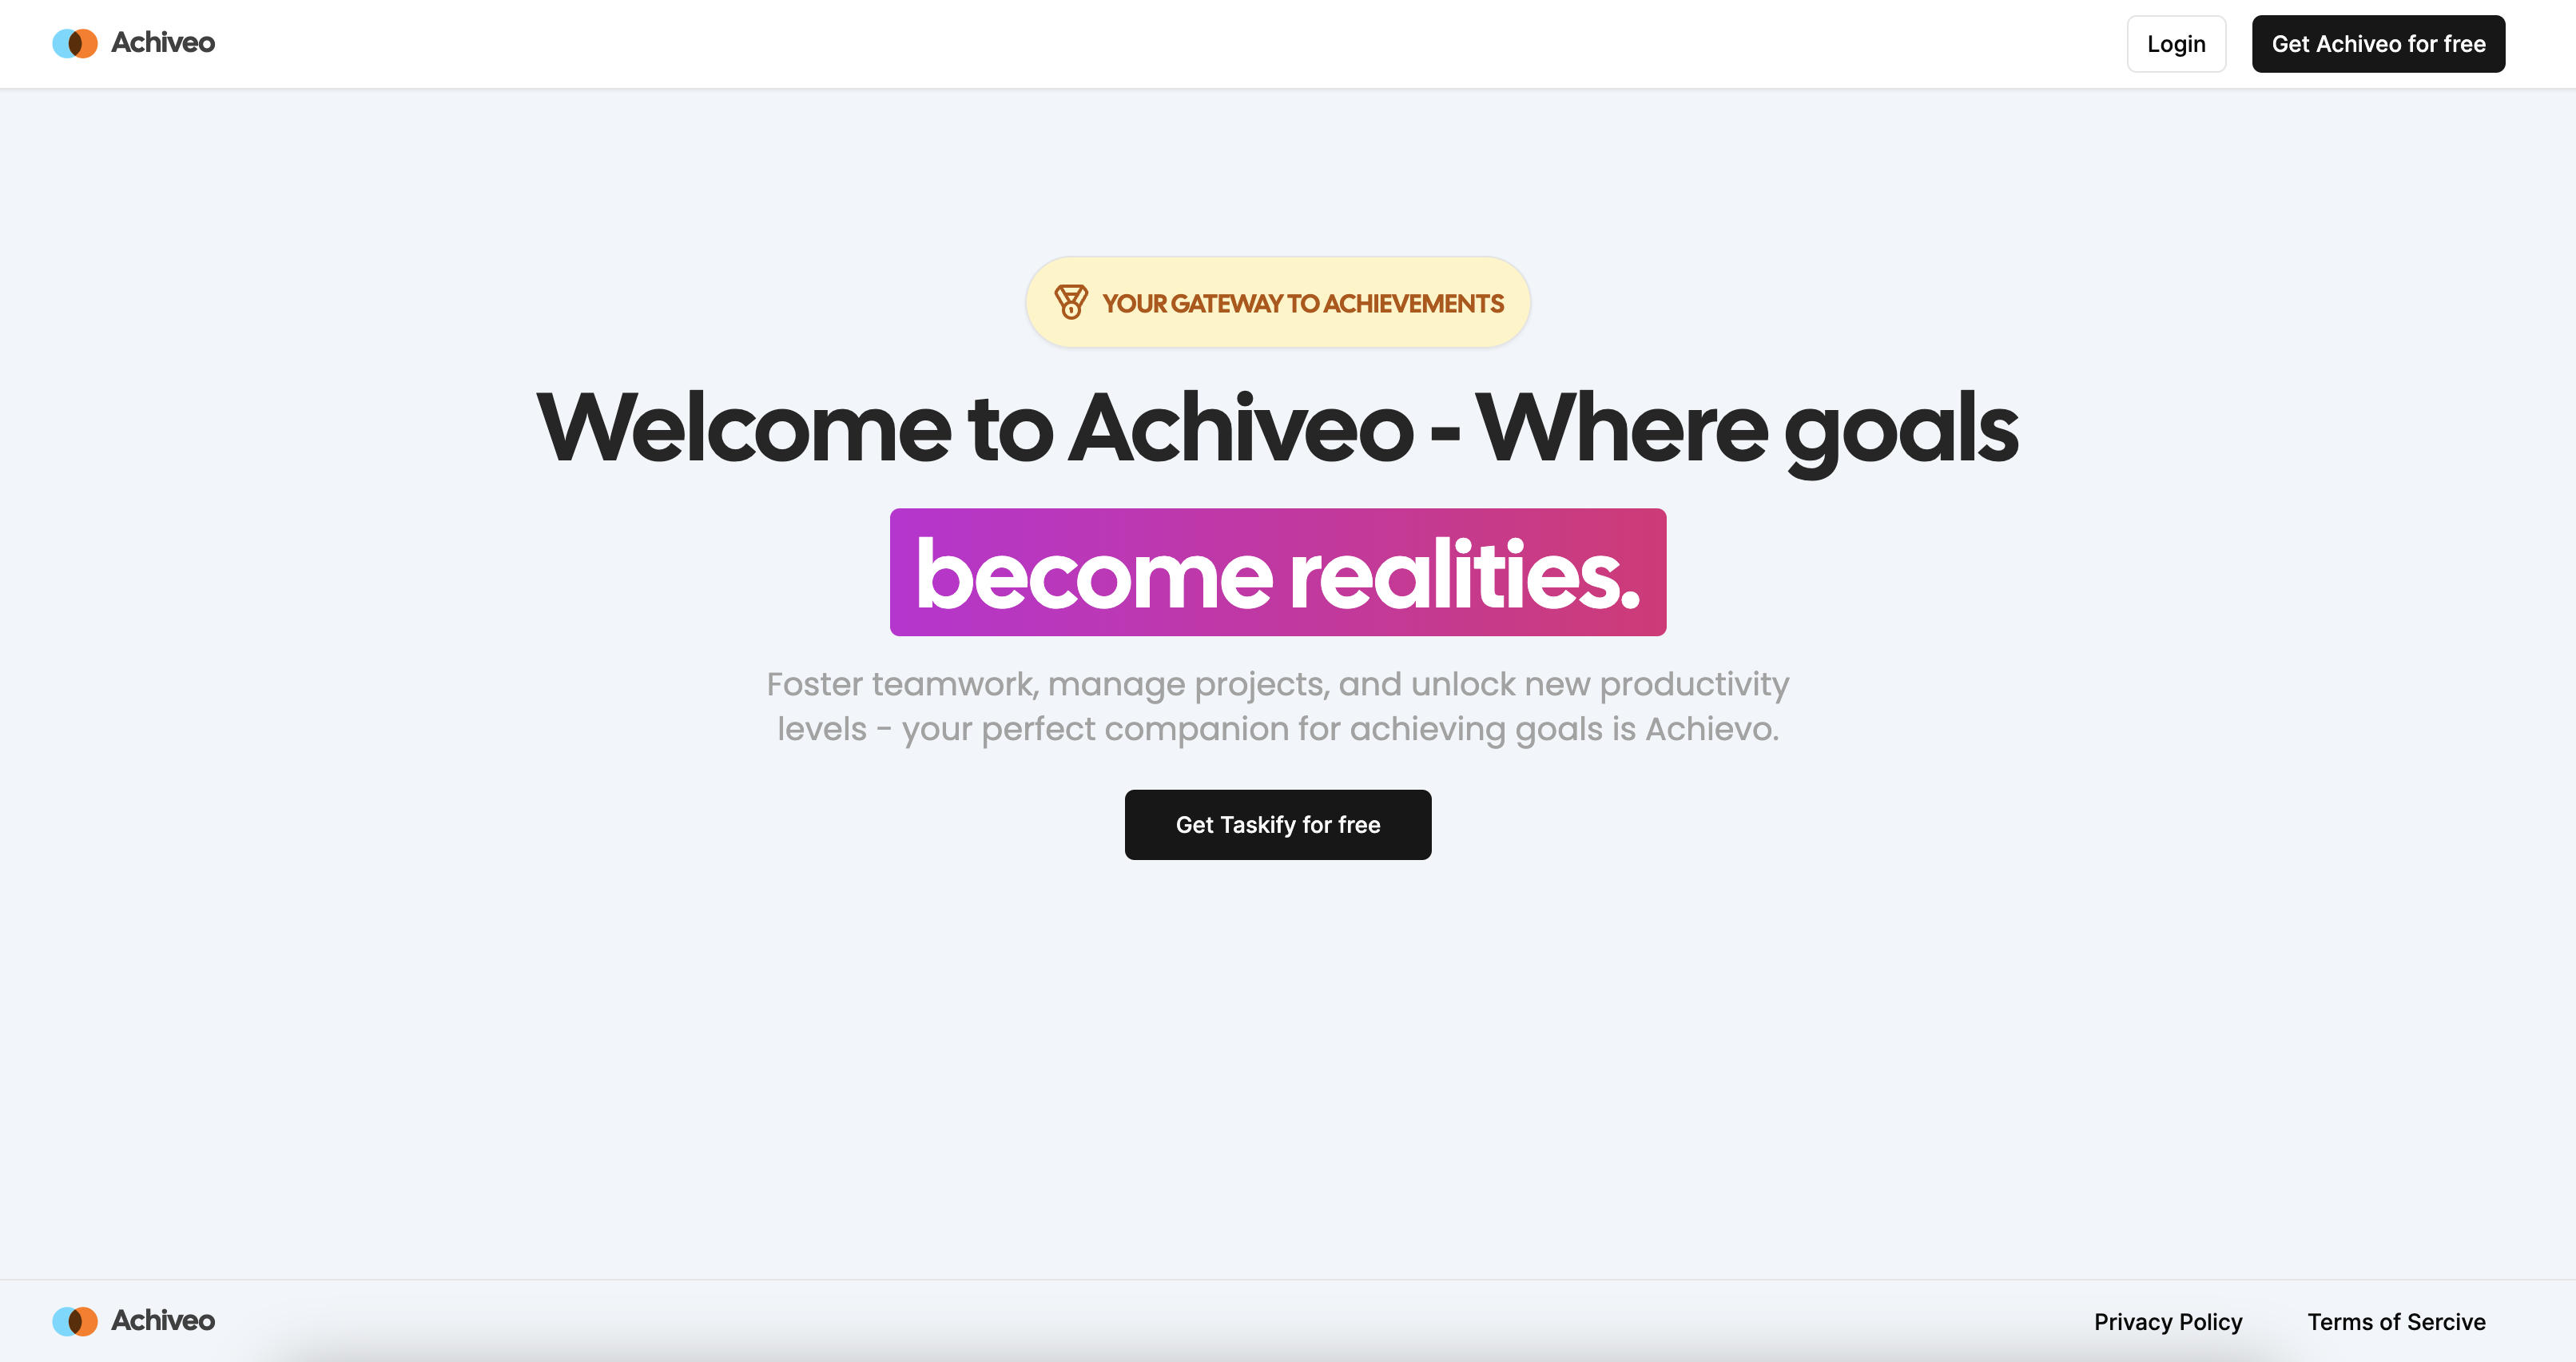 Achiveo
Login
Get Achiveo for free
YOUR GATEWAY TO ACHIEVEMENTS
Welcome to Achiveo - Where goals
become realities.
Foster teamwork, manage projects, and unlock new productivity
levels - your perfect companion for achieving goals is Achievo.
Get Taskify for free
Achiveo
Privacy Policy
Terms of Sercive